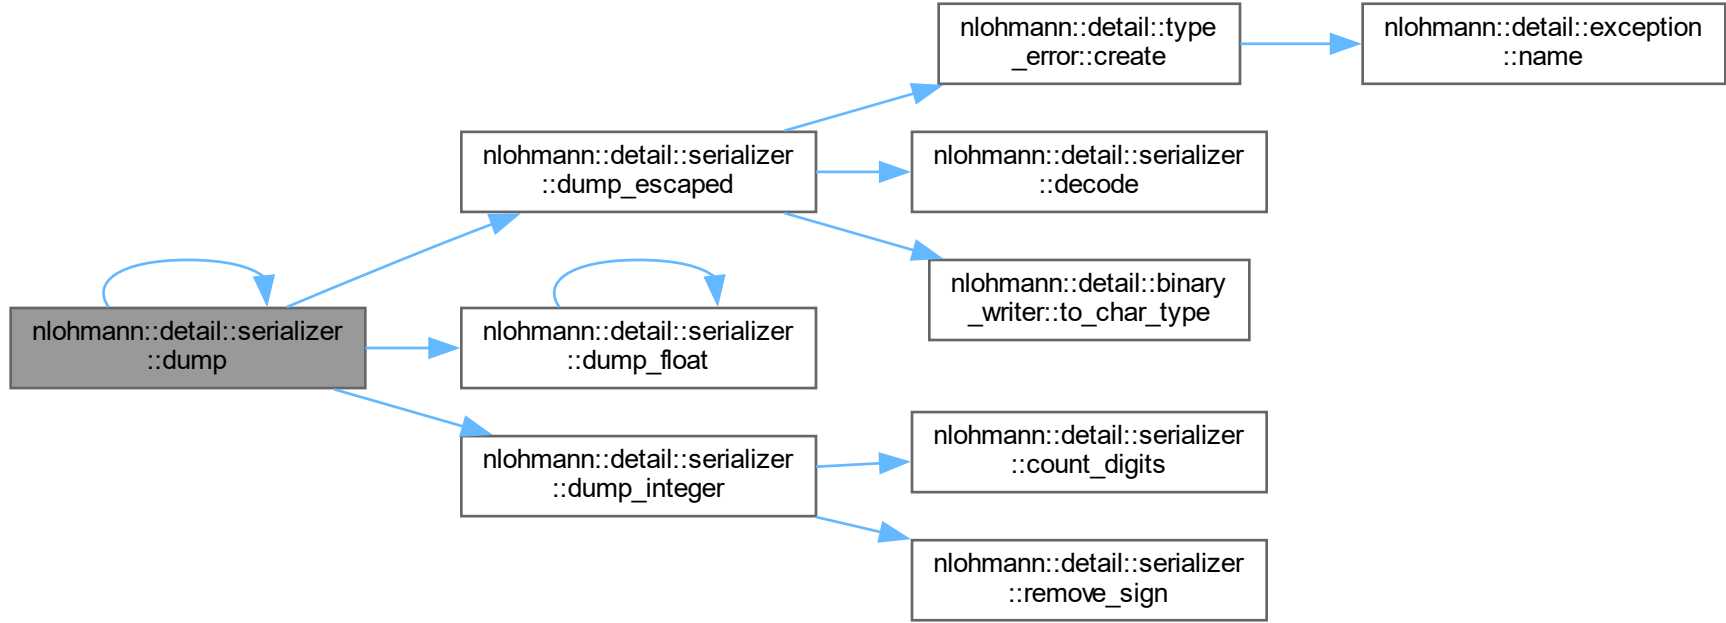 nlohmann::detail::type
_error::create
nlohmann::detail::exception
::name
nlohmann::detail::serializer
::dump_escaped
nlohmann::detail::serializer
::decode
nlohmann::detail::binary
_writer::to_char_type
nlohmann::detail::serializer
::dump
nlohmann::detail::serializer
::dump_float
nlohmann::detail::serializer
::dump_integer
nlohmann::detail::serializer
::count_digits
nlohmann::detail::serializer
::remove_sign